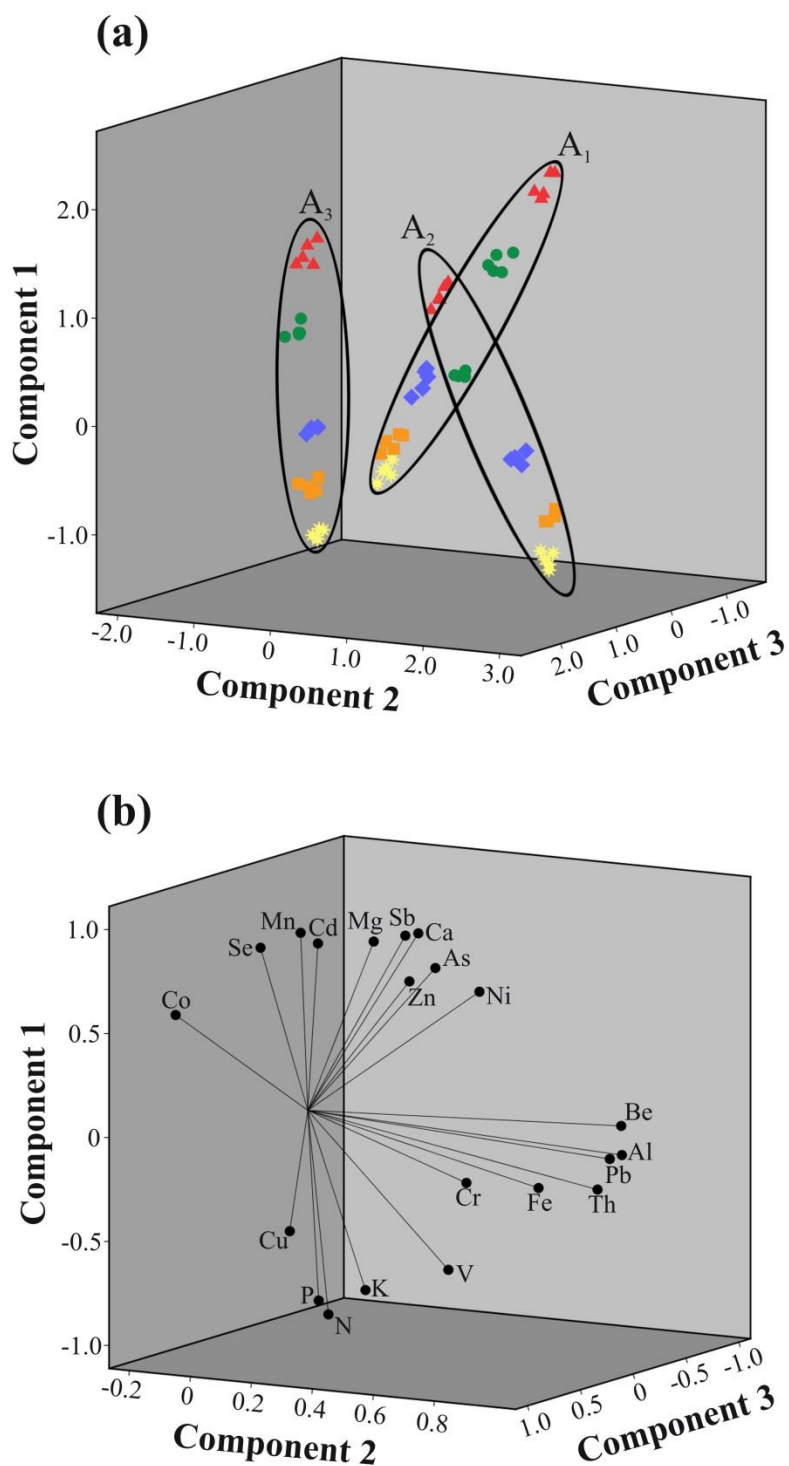 (a)
A1
A3
A2
2.0
1.0
0
-1.0
Component 1
-2.0 -1.0 0 1.0 2.0 3.0
Component 2
2.0 1.0 0 -1.0
Component 3
(b)
Mn Cd Mg Sb Ca
Se As
Zn Ni
Co
Be
Al
Pb
Cr Fe Th
Cu
V
P K
N
1.0
0.5
0
-0.5
-1.0
Component 1
-0.2 0 0.2 0.4 0.6 0.8
Component 2
1.0 0.5 0 -0.5 -1.0
Component 3